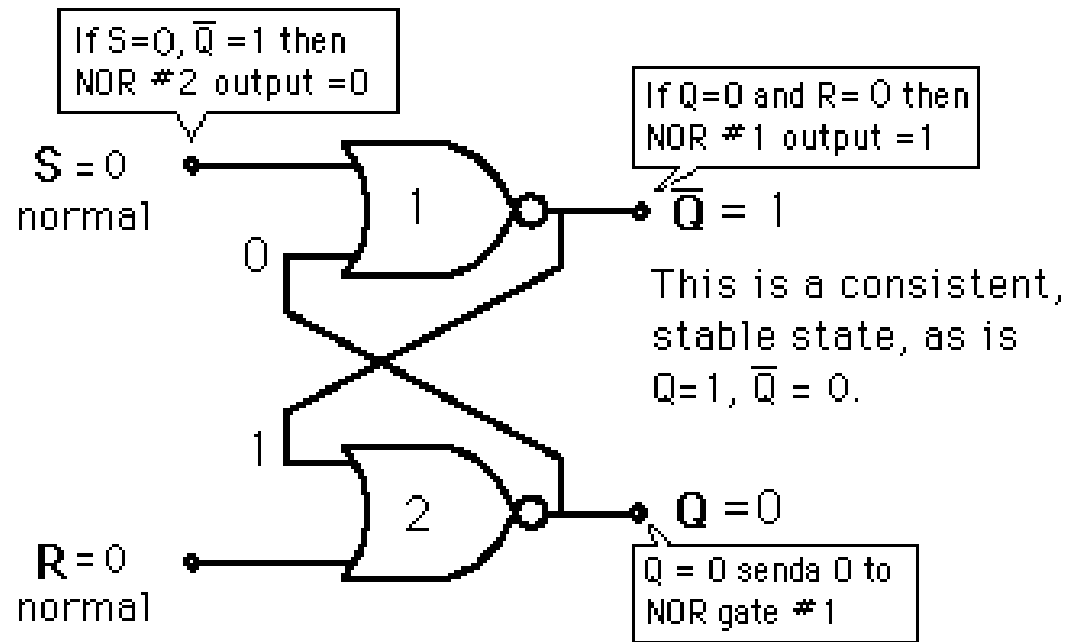 If S=0, Q̅ =1 then
NOR #2 output =0
If Q=0 and R= 0 then
NOR #1 output =1
S = 0
normal
1
Q̅ = 1
0
This is a consistent,
stable state, as is
Q=1, Q̅ = 0.
1
2
Q =0
R = 0
normal
Q = 0 senda 0 to
NOR gate #1